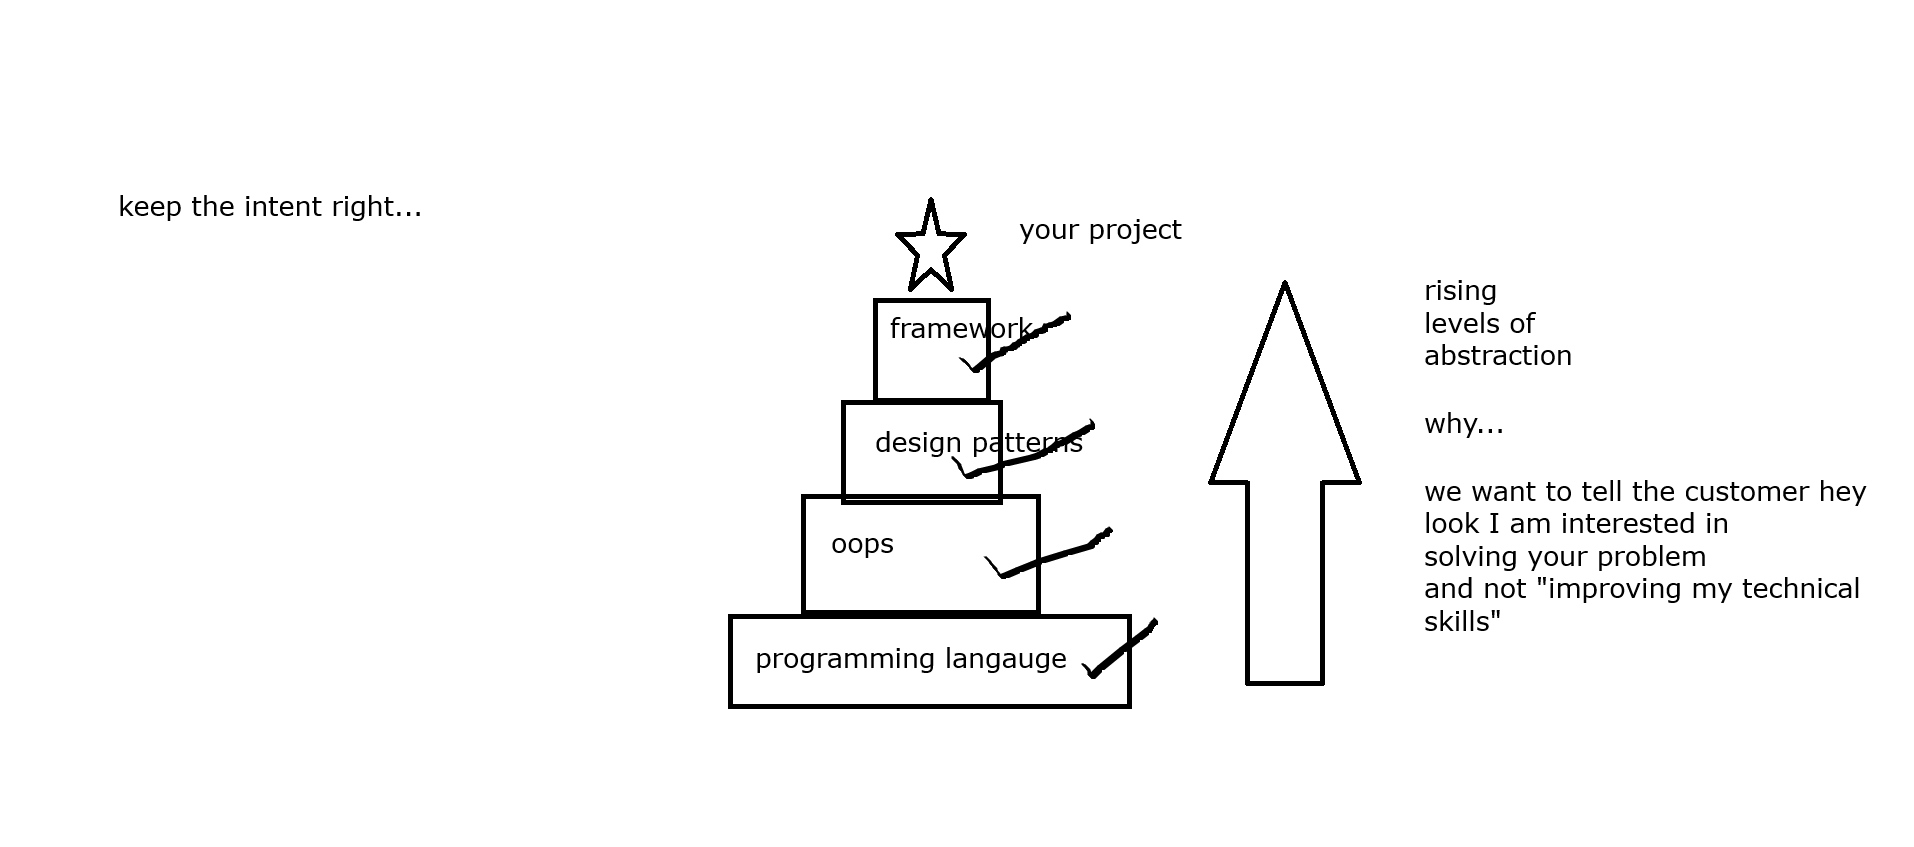 keep the intent right...
your project
framework
design patterns
oops
programming langauge
rising
levels of
abstraction
why...
we want to tell the customer hey
look I am interested in
solving your problem
and not "improving my technical
skills"